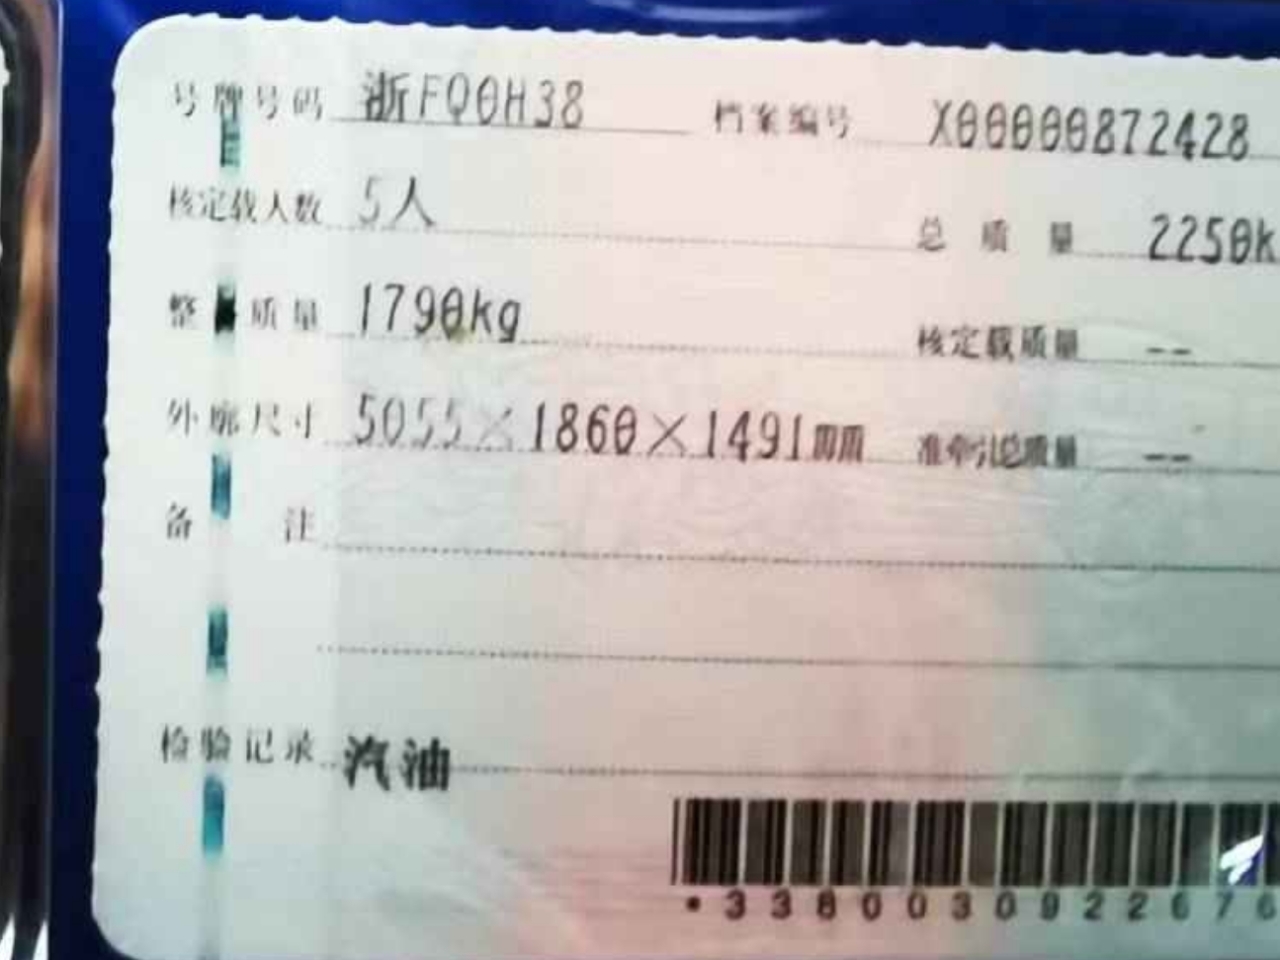 号牌号码 浙FQ0H38 档案编号 X00000872428
核定载人数 5人 总质量 2250k
整备质量 1790kg 核定载质量 --
外廓尺寸 5055×1860×1491mm 准牵引总质量 --
备注
检验记录 汽油
*3380030922676